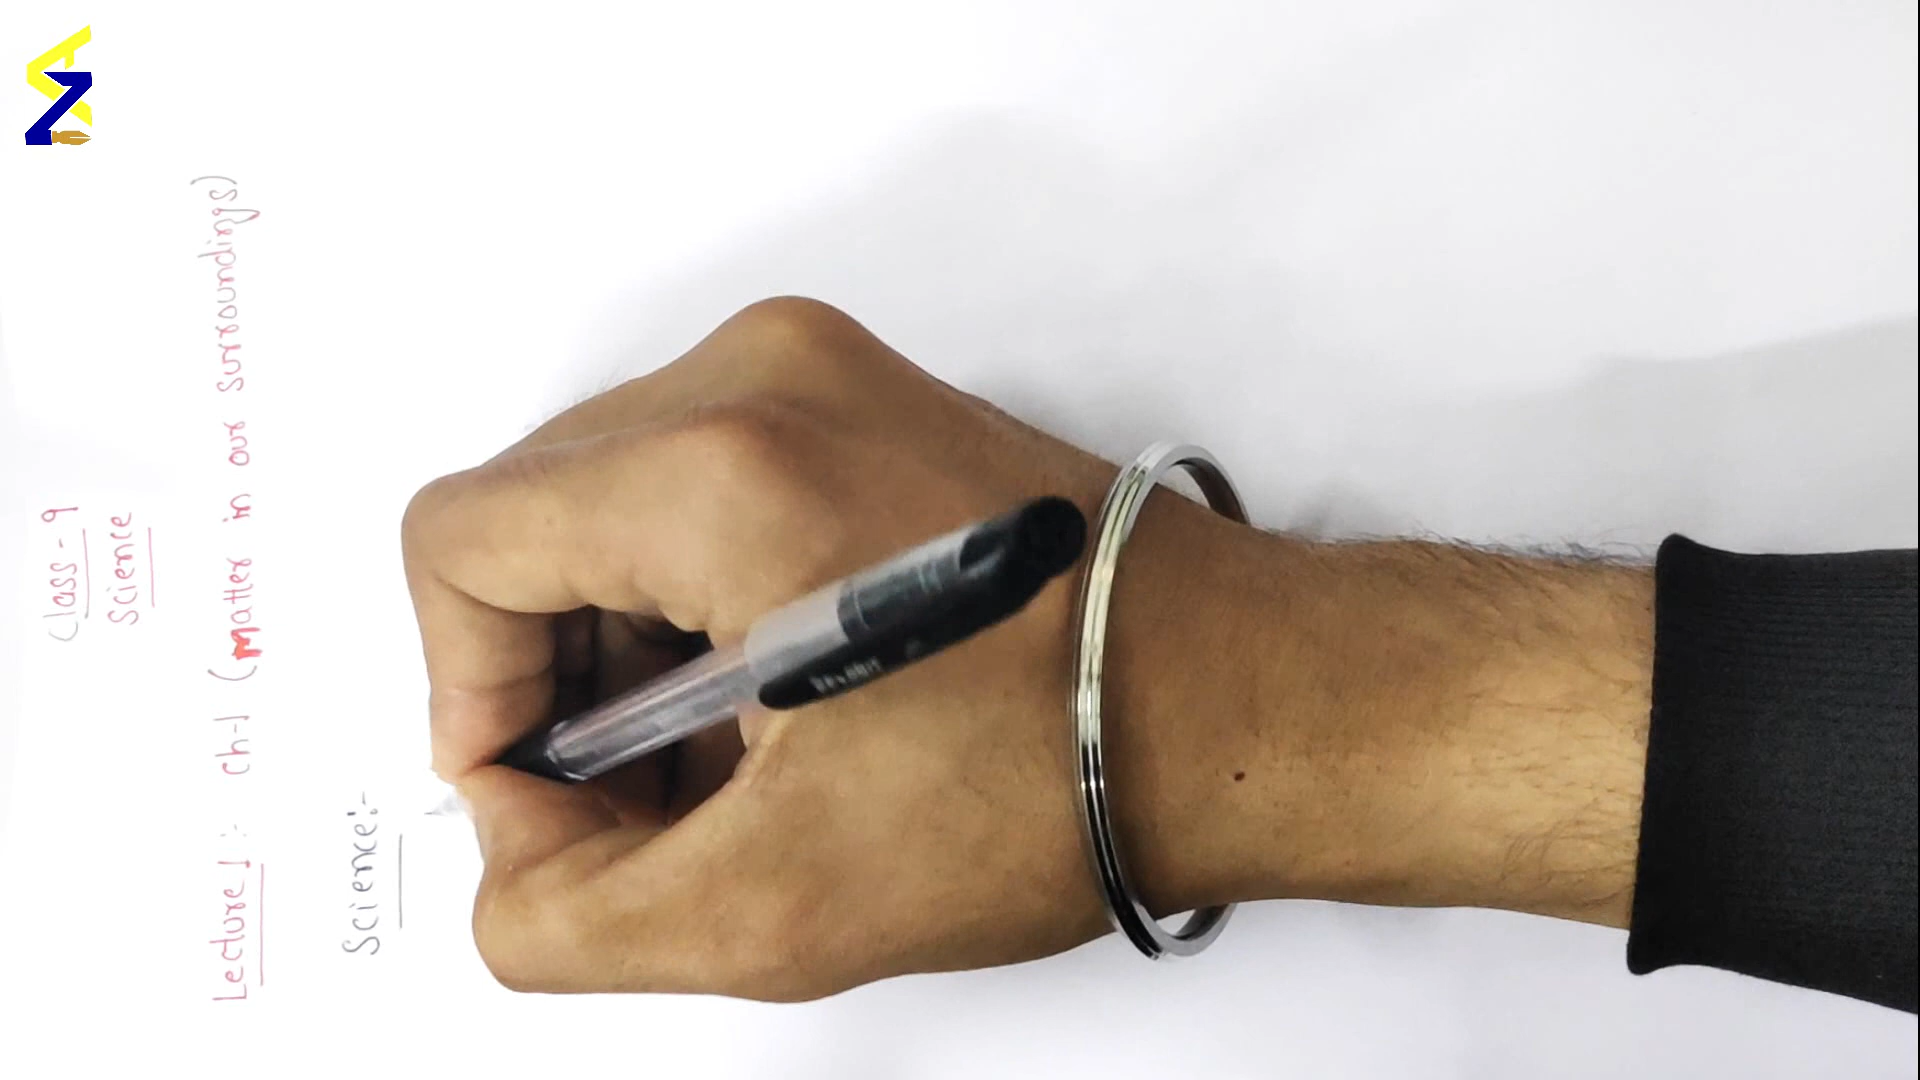 Class - 9
Science
Lecture 1 :- ch-1 (Matter in our surroundings)
Science:-